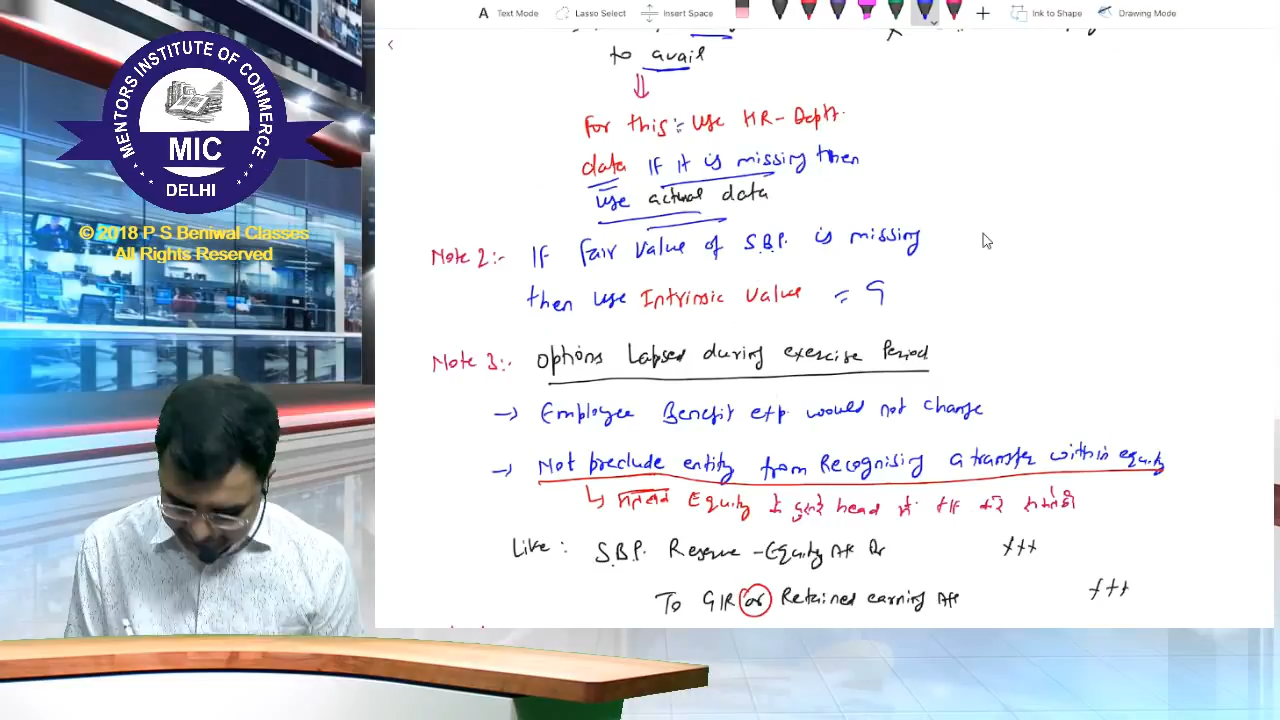 Text Mode Lasso Select Insert Space Ink to Shape Drawing Mode
MENTORS INSTITUTE OF COMMERCE
MIC
DELHI
© 2018 P S Beniwal Classes
All Rights Reserved
to avail
For this :- Use HR-Deptt.
data If it is missing then
use actual data
Note 2:- If fair value of S.B.P. is missing
then use Intrinsic value =
Note 3:- Options Lapsed during exercise Period
→ Employee Benefit exp. would not change
→ Not preclude entity from Recognising a transfer within equity
मतलब Equity के दूसरे head में
Like: S.B.P. Reserve - Equity A/c Dr +++
To G/R or Retained earning A/c +++